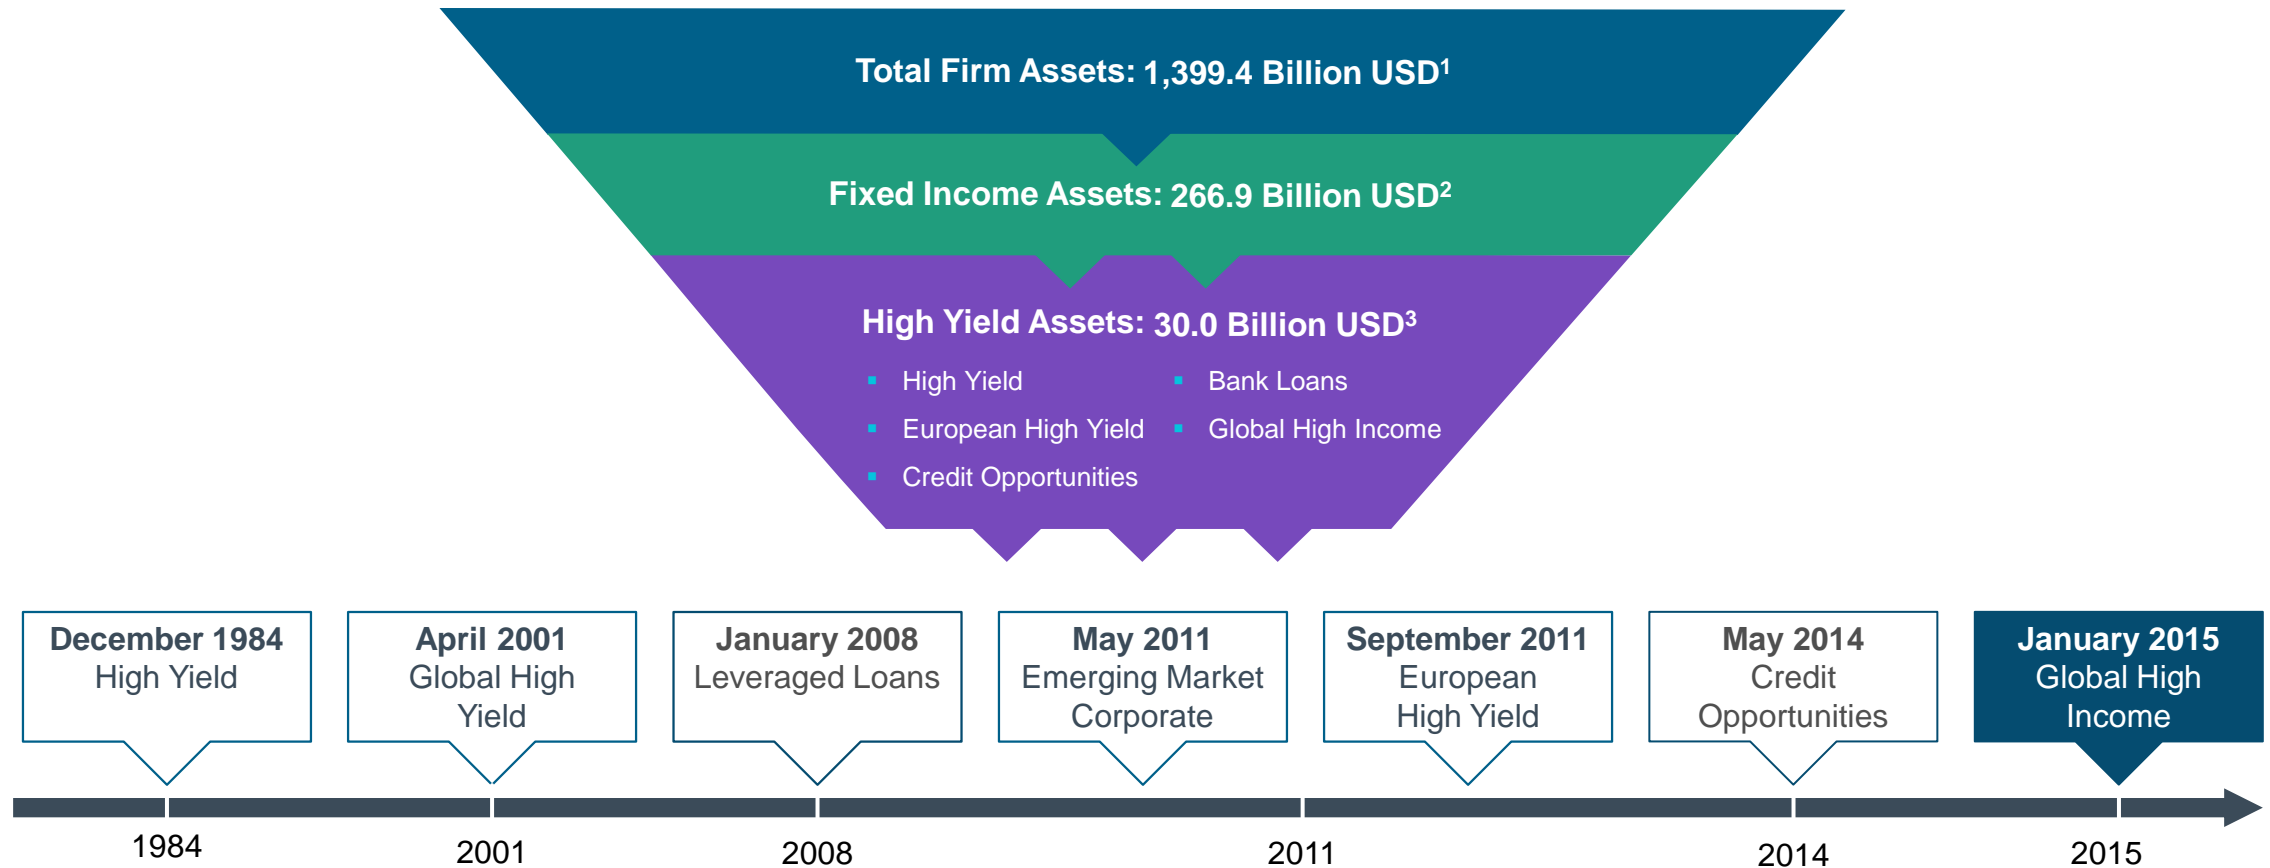 Total Firm Assets: 1,399.4 Billion USD¹
Fixed Income Assets: 266.9 Billion USD²
High Yield Assets: 30.0 Billion USD³
▪ High Yield
▪ European High Yield
▪ Credit Opportunities
▪ Bank Loans
▪ Global High Income
December 1984
High Yield
April 2001
Global High
Yield
January 2008
Leveraged Loans
May 2011
Emerging Market
Corporate
September 2011
European
High Yield
May 2014
Credit
Opportunities
January 2015
Global High
Income
1984
2001
2008
2011
2014
2015